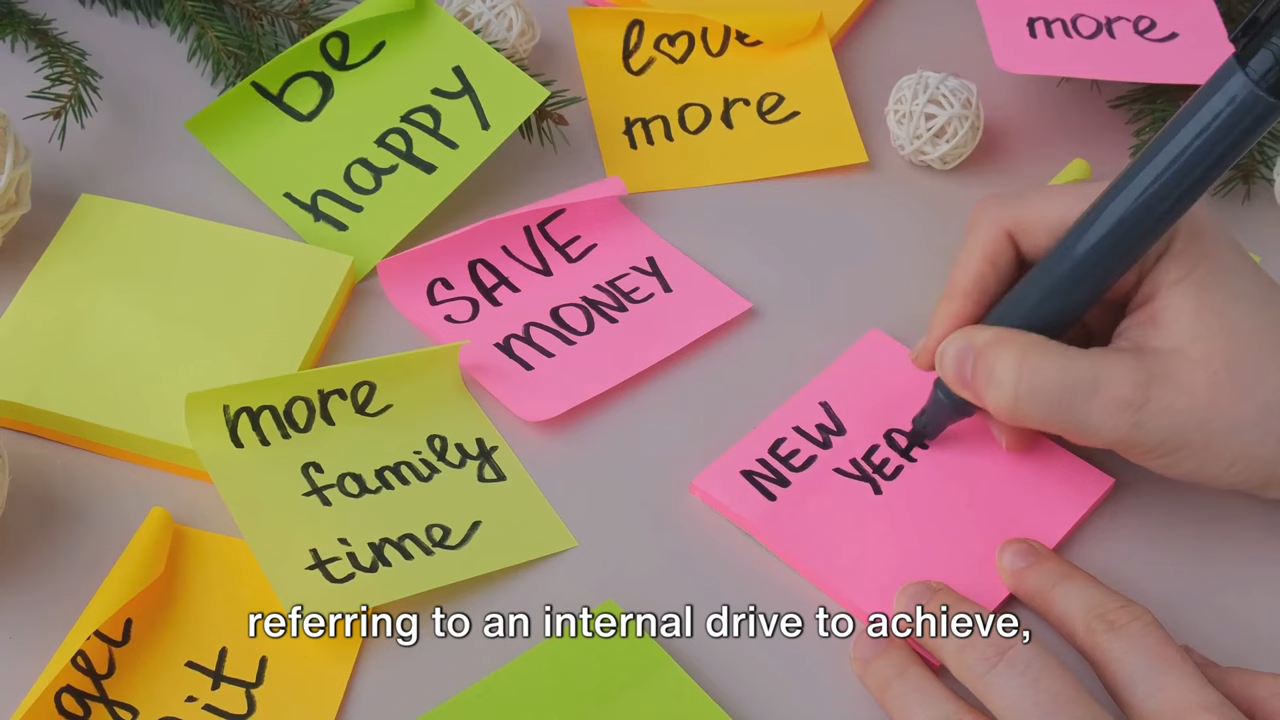 be
happy
love
more
more
SAVE
MONEY
more
family
time
NEW
YEA
get
referring to an internal drive to achieve,